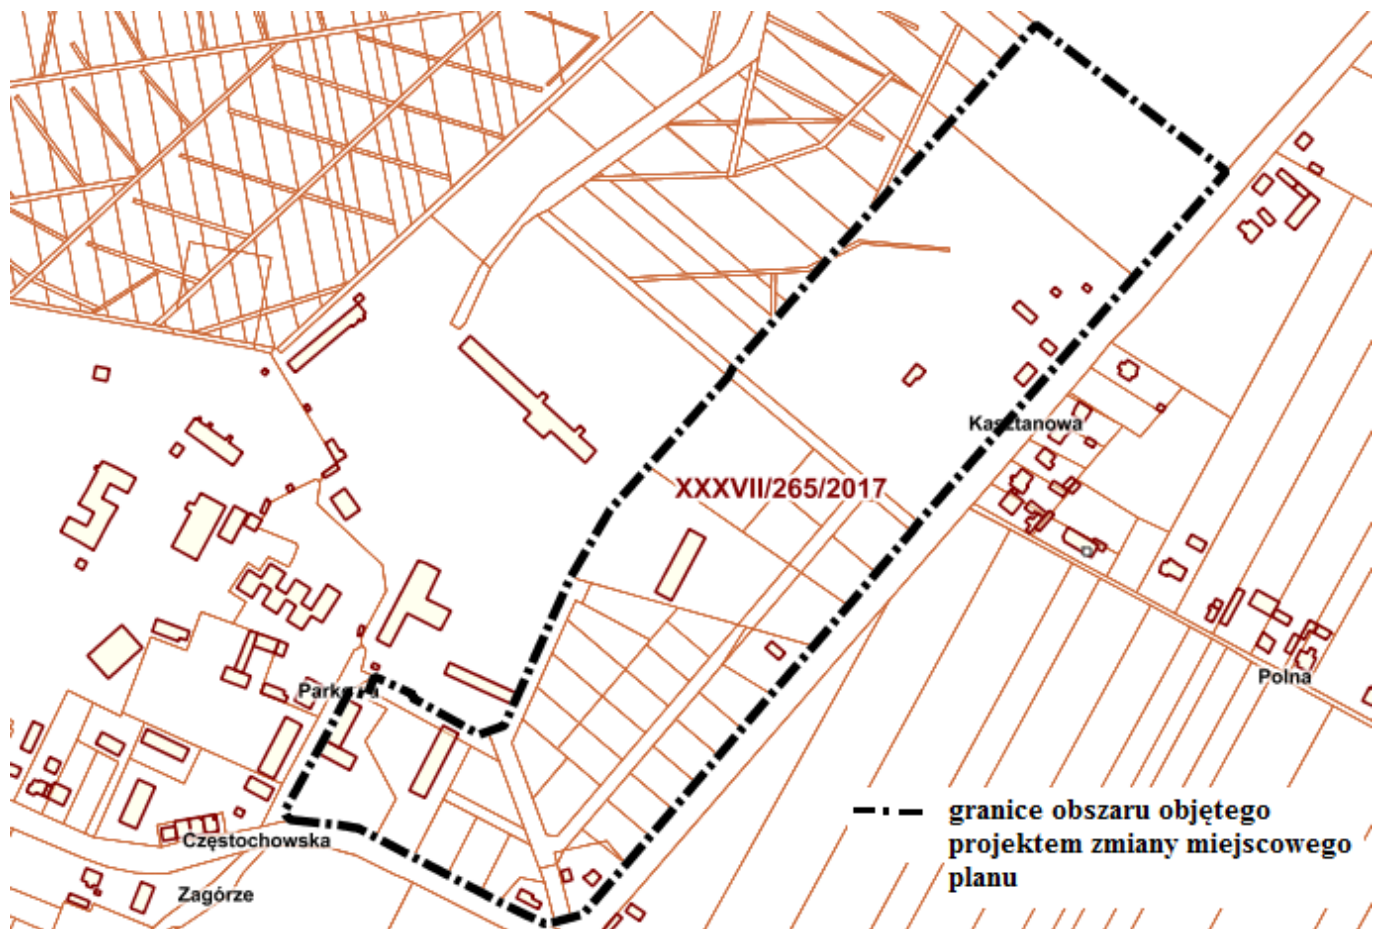 Kasztanowa
XXXVII/265/2017
Polna
Częstochowska
Zagórze
granice obszaru objętego
projektem zmiany miejscowego
planu